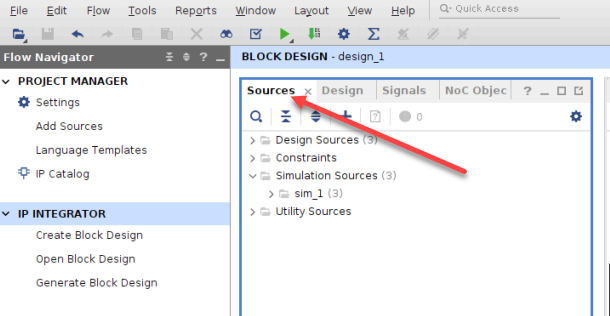 File Edit Flow Tools Reports Window Layout View Help Q- Quick Access
Flow Navigator ? _
BLOCK DESIGN - design_1
PROJECT MANAGER
Settings
Add Sources
Language Templates
IP Catalog
IP INTEGRATOR
Create Block Design
Open Block Design
Generate Block Design
Sources × Design Signals NoC Objec ? _
? 0
Design Sources (3)
Constraints
Simulation Sources (3)
sim_1 (3)
Utility Sources